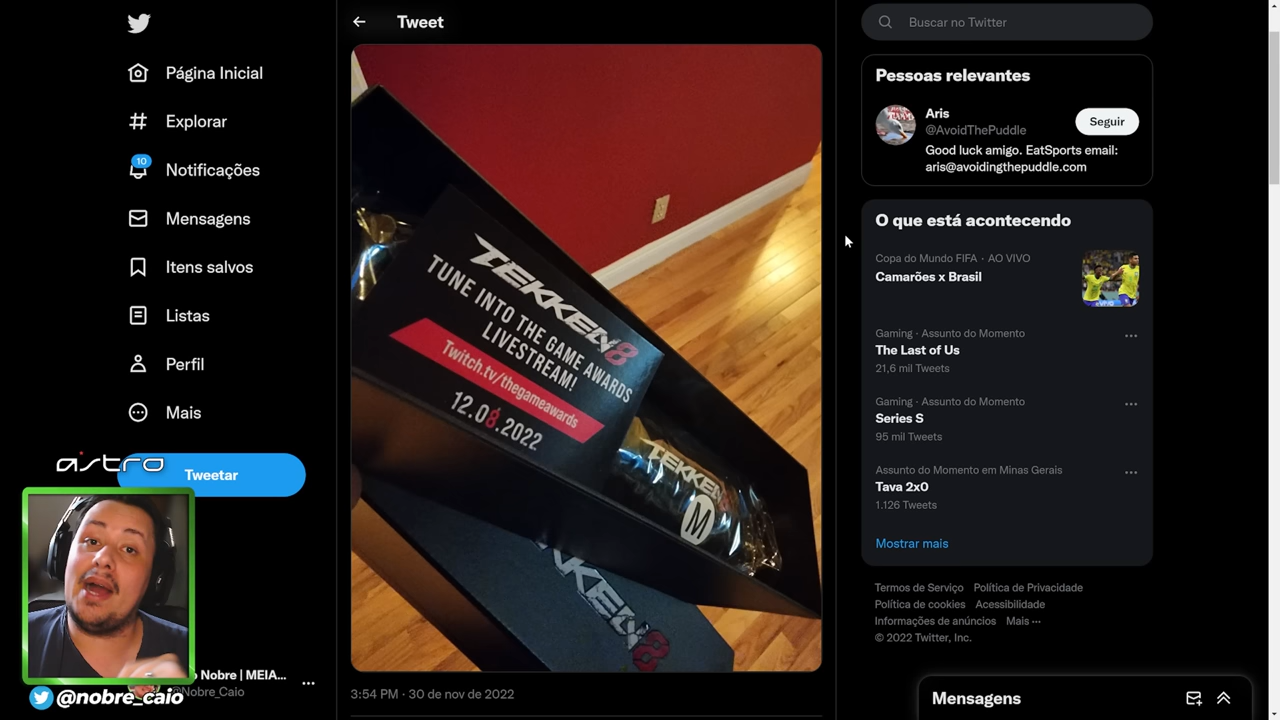 Página Inicial
Explorar
10
Notificações
Mensagens
Itens salvos
Listas
Perfil
Mais
Tweetar
astro
Nobre | MEIA...
@Nobre_Caio
@nobre_caio
Tweet
TEKKEN 8
TUNE INTO THE GAME AWARDS
LIVESTREAM!
Twitch.tv/thegameawards
12.08.2022
TEKKEN
M
TEKKEN 8
3:54 PM · 30 de nov de 2022
Buscar no Twitter
Pessoas relevantes
Aris
@AvoidThePuddle
Seguir
Good luck amigo. EatSports email:
aris@avoidingthepuddle.com
O que está acontecendo
Copa do Mundo FIFA · AO VIVO
Camarões x Brasil
Gaming · Assunto do Momento
The Last of Us
21,6 mil Tweets
Gaming · Assunto do Momento
Series S
95 mil Tweets
Assunto do Momento em Minas Gerais
Tava 2x0
1.126 Tweets
Mostrar mais
Termos de Serviço Política de Privacidade
Política de cookies Acessibilidade
Informações de anúncios Mais ···
© 2022 Twitter, Inc.
Mensagens